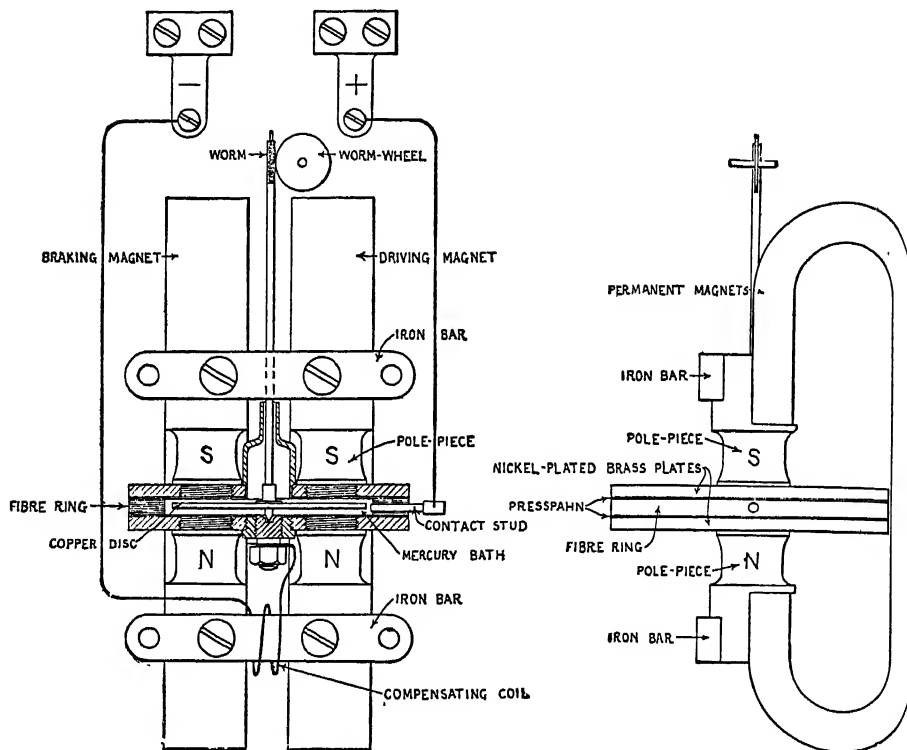 −
+
WORM
WORM-WHEEL
BRAKING MAGNET
DRIVING MAGNET
IRON BAR
S
S
POLE-PIECE
FIBRE RING
CONTACT STUD
COPPER DISC
N
N
MERCURY BATH
IRON BAR
COMPENSATING COIL
PERMANENT MAGNETS
IRON BAR
POLE-PIECE
S
NICKEL-PLATED BRASS PLATES
PRESSPAHN
FIBRE RING
POLE-PIECE
N
IRON BAR